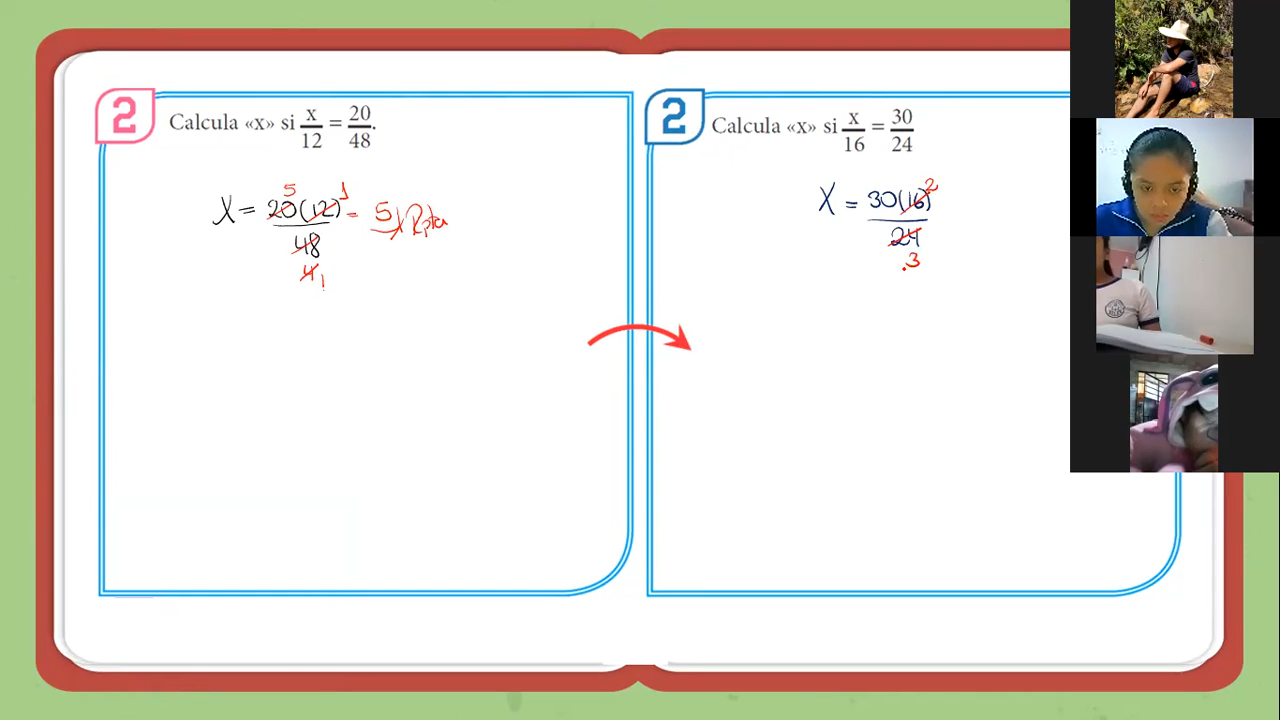 2 Calcula «x» si x/12 = 20/48.
X = 20(12)/48 = 5 Rpta
5 1
4 1
2 Calcula «x» si x/16 = 30/24
X = 30(16)/24
2
3